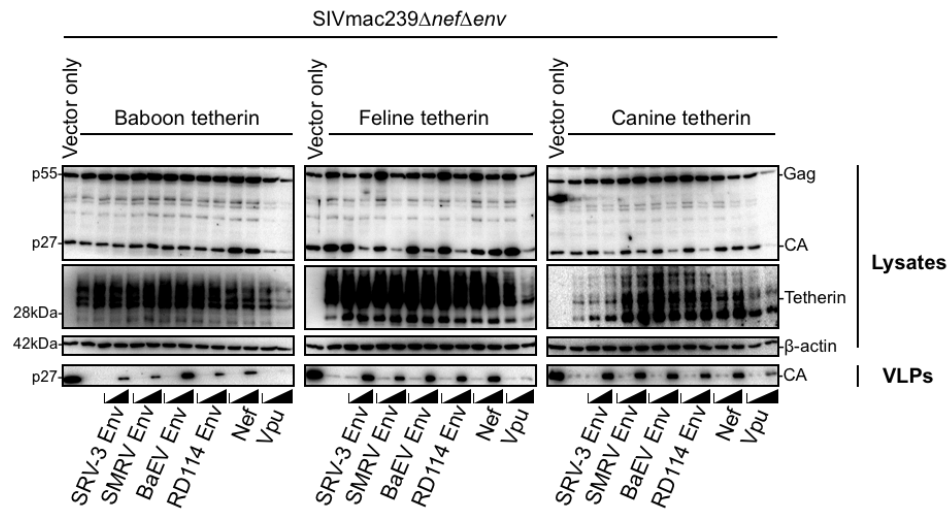 SIVmac239ΔnefΔenv
Vector only
Baboon tetherin
Vector only
Feline tetherin
Vector only
Canine tetherin
p55
Gag
p27
CA
Lysates
Tetherin
28kDa
42kDa
β-actin
p27
CA
VLPs
SRV-3 Env
SMRV Env
BaEV Env
RD114 Env
Nef
Vpu
SRV-3 Env
SMRV Env
BaEV Env
RD114 Env
Nef
Vpu
SRV-3 Env
SMRV Env
BaEV Env
RD114 Env
Nef
Vpu